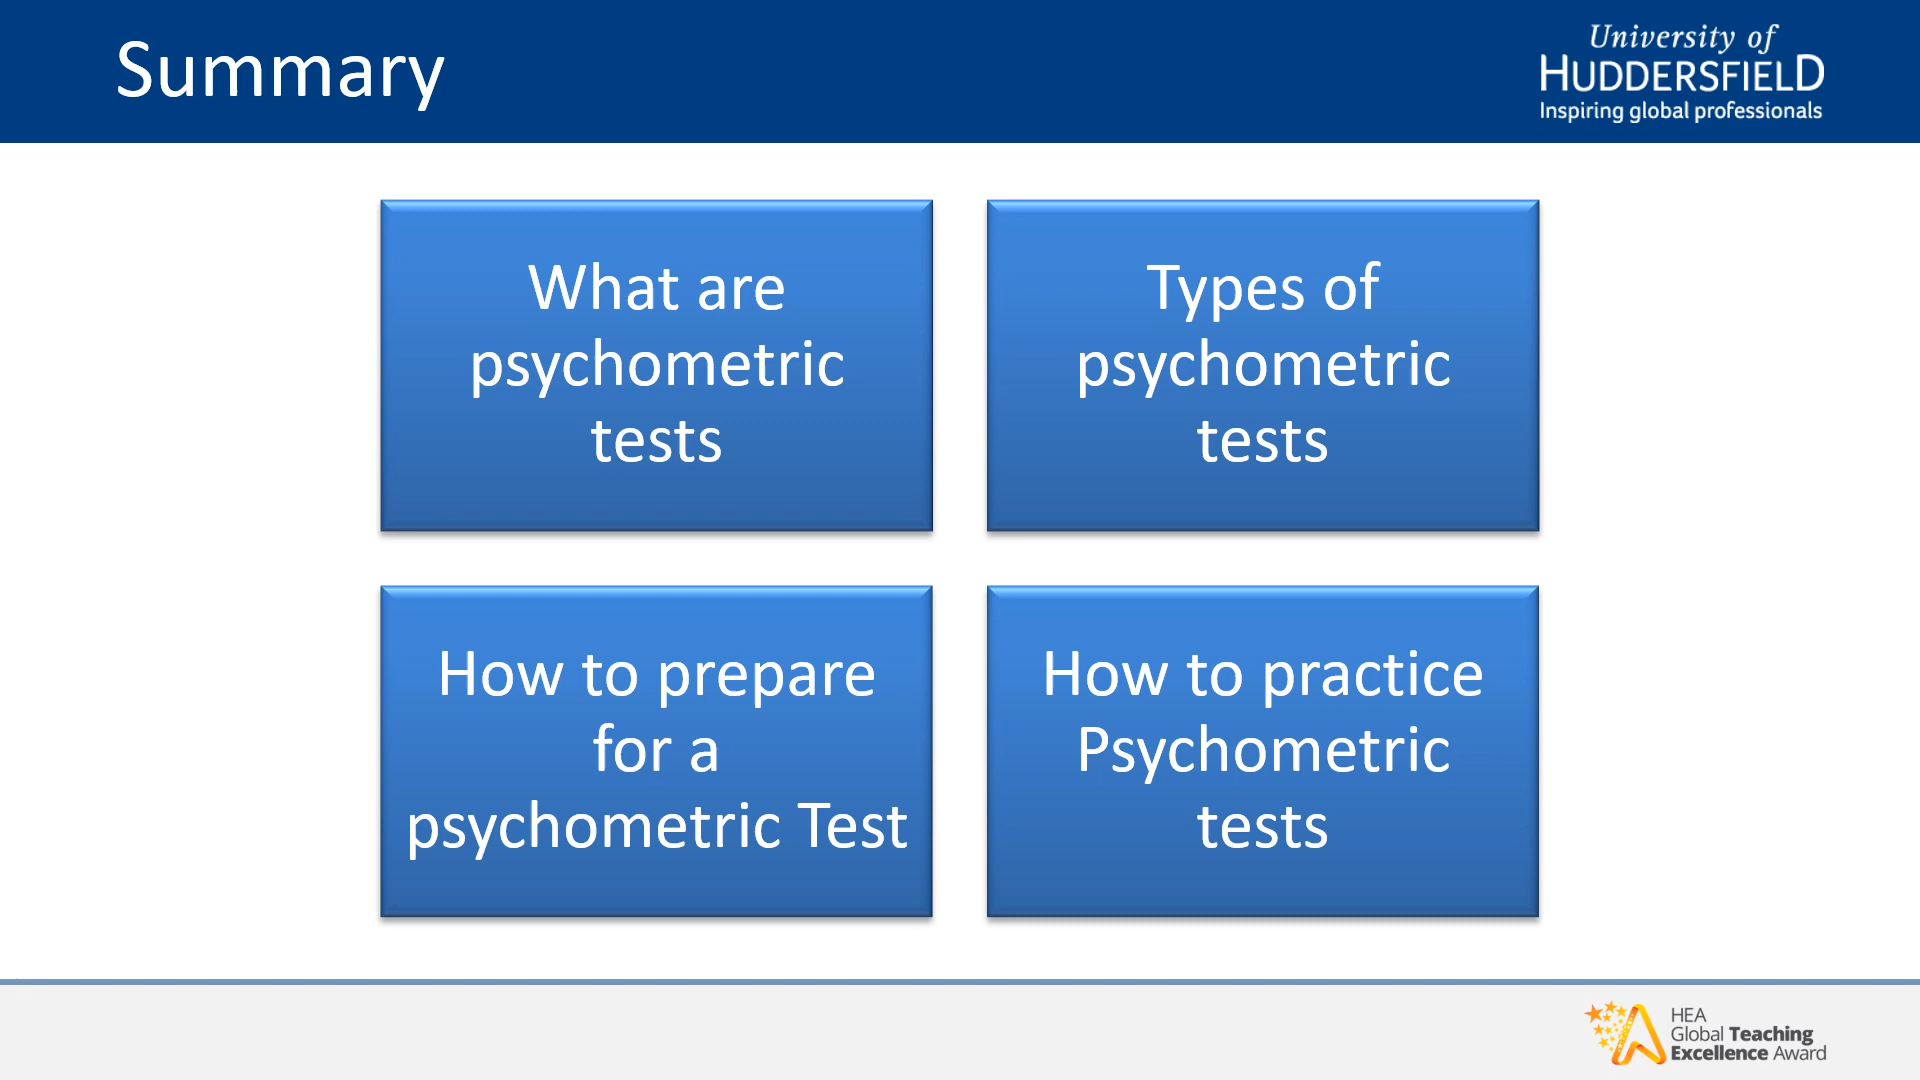 Summary
University of
HUDDERSFIELD
Inspiring global professionals
What are
psychometric
tests
Types of
psychometric
tests
How to prepare
for a
psychometric Test
How to practice
Psychometric
tests
HEA
Global Teaching
Excellence Award